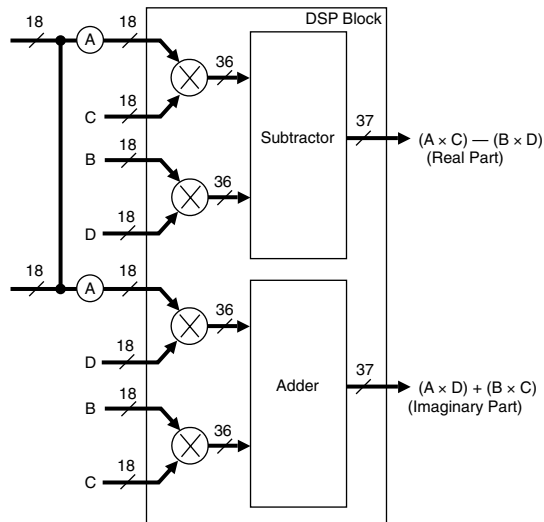 DSP Block
18
A
18
36
C
18
Subtractor
37
(A × C) — (B × D)
(Real Part)
B
18
36
D
18
18
A
18
36
D
18
Adder
37
(A × D) + (B × C)
(Imaginary Part)
B
18
36
C
18